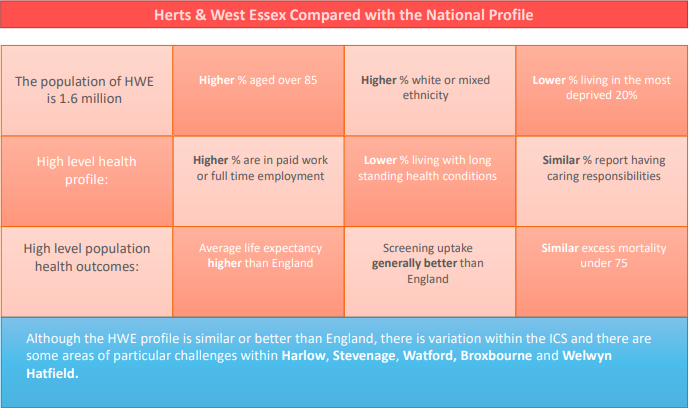 Herts & West Essex Compared with the National Profile
The population of HWE
is 1.6 million
Higher % aged over 85
Higher % white or mixed
ethnicity
Lower % living in the most
deprived 20%
High level health
profile:
Higher % are in paid work
or full time employment
Lower % living with long
standing health conditions
Similar % report having
caring responsibilities
High level population
health outcomes:
Average life expectancy
higher than England
Screening uptake
generally better than
England
Similar excess mortality
under 75
Although the HWE profile is similar or better than England, there is variation within the ICS and there are
some areas of particular challenges within Harlow, Stevenage, Watford, Broxbourne and Welwyn
Hatfield.